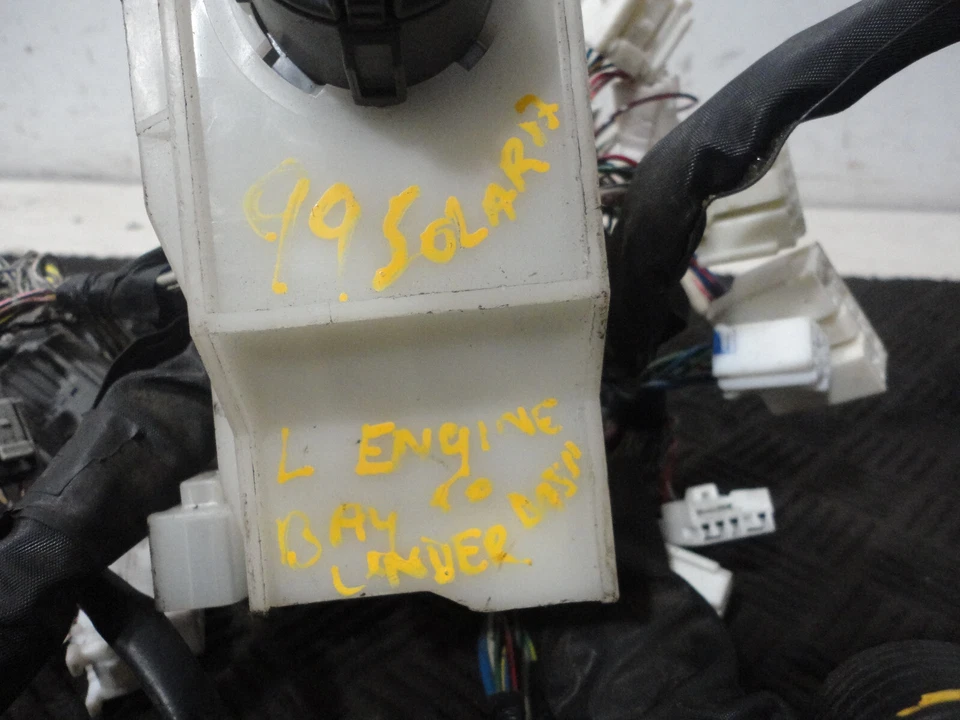 99 SOLARA
L ENGINE
BAY TO
UNDER DASH